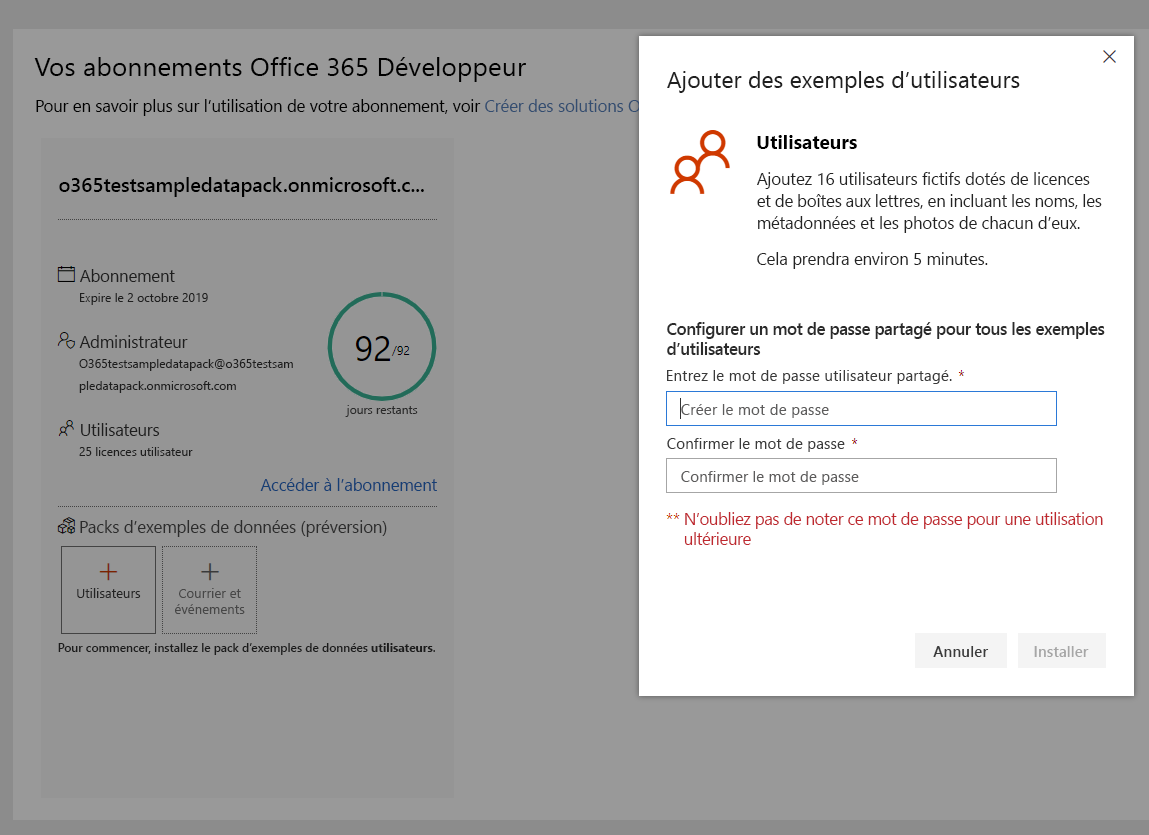 Vos abonnements Office 365 Développeur
Pour en savoir plus sur l’utilisation de votre abonnement, voir Créer des solutions O
o365testsampledatapack.onmicrosoft.c...
Abonnement
Expire le 2 octobre 2019
Administrateur
O365testsampledatapack@o365testsam
pledatapack.onmicrosoft.com
92/92
jours restants
Utilisateurs
25 licences utilisateur
Accéder à l’abonnement
Packs d’exemples de données (préversion)
Utilisateurs
Courrier et
événements
Pour commencer, installez le pack d’exemples de données utilisateurs.
Ajouter des exemples d’utilisateurs
Utilisateurs
Ajoutez 16 utilisateurs fictifs dotés de licences
et de boîtes aux lettres, en incluant les noms, les
métadonnées et les photos de chacun d’eux.
Cela prendra environ 5 minutes.
Configurer un mot de passe partagé pour tous les exemples
d’utilisateurs
Entrez le mot de passe utilisateur partagé. *
Créer le mot de passe
Confirmer le mot de passe *
Confirmer le mot de passe
** N’oubliez pas de noter ce mot de passe pour une utilisation
ultérieure
Annuler
Installer